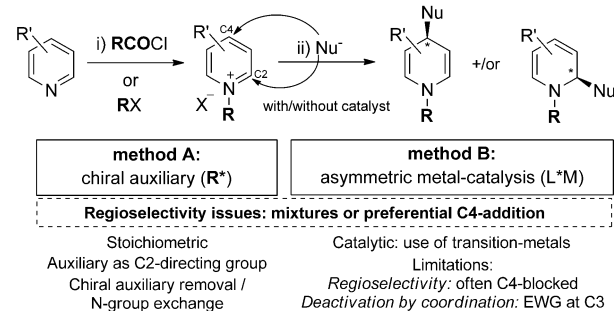 R'
N
i) RCOCl
or
RX
R'
C4
C2
N
+
X⁻
R
ii) Nu⁻
with/without catalyst
Nu
*
N
R
+/or
*
Nu
N
R
method A:
chiral auxiliary (R*)
method B:
asymmetric metal-catalysis (L*M)
Regioselectivity issues: mixtures or preferential C4-addition
Stoichiometric
Auxiliary as C2-directing group
Chiral auxiliary removal /
N-group exchange
Catalytic: use of transition-metals
Limitations:
Regioselectivity: often C4-blocked
Deactivation by coordination: EWG at C3